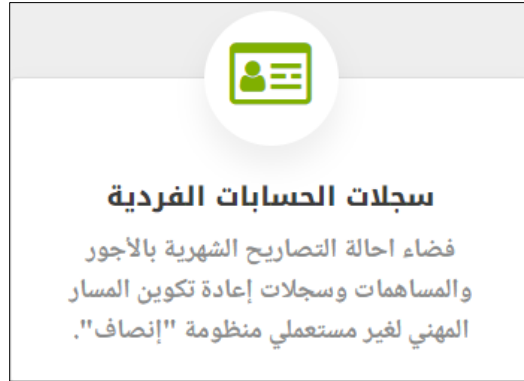 سجلات الحسابات الفردية
فضاء احالة التصاريح الشهرية بالأجور
والمساهمات وسجلات إعادة تكوين المسار
المهني لغير مستعملي منظومة "إنصاف".